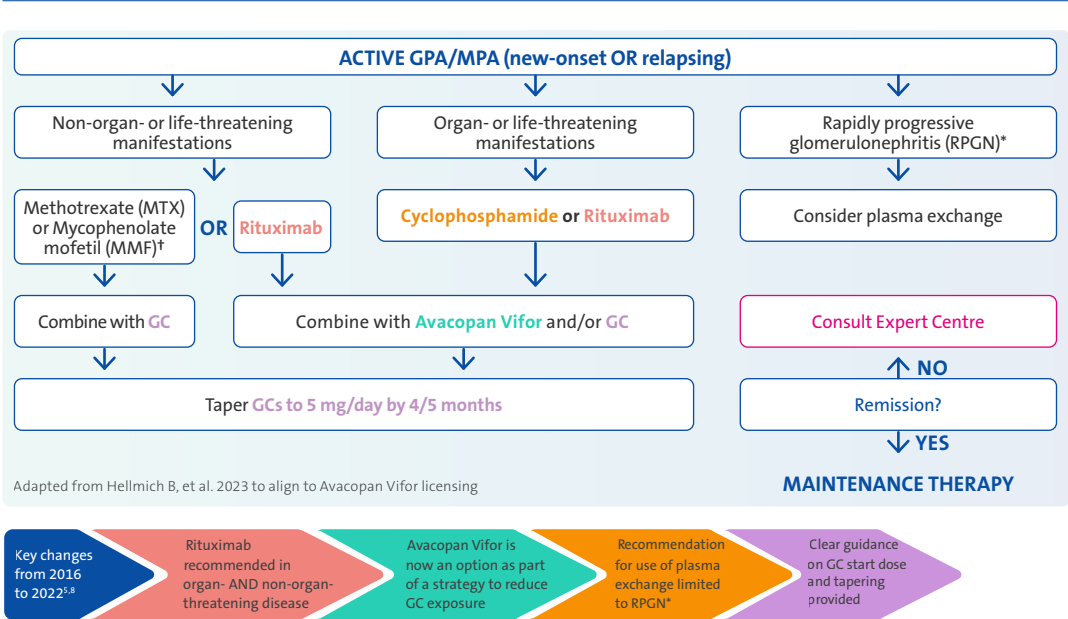 ACTIVE GPA/MPA (new-onset OR relapsing)
Non-organ- or life-threatening
manifestations
Organ- or life-threatening
manifestations
Rapidly progressive
glomerulonephritis (RPGN)*
Methotrexate (MTX)
or Mycophenolate
mofetil (MMF)†
OR
Rituximab
Cyclophosphamide or Rituximab
Consider plasma exchange
Combine with GC
Combine with Avacopan Vifor and/or GC
Consult Expert Centre
NO
Taper GCs to 5 mg/day by 4/5 months
Remission?
YES
MAINTENANCE THERAPY
Adapted from Hellmich B, et al. 2023 to align to Avacopan Vifor licensing
Key changes
from 2016
to 2022⁵,⁸
Rituximab
recommended in
organ- AND non-organ-
threatening disease
Avacopan Vifor is
now an option as part
of a strategy to reduce
GC exposure
Recommendation
for use of plasma
exchange limited
to RPGN*
Clear guidance
on GC start dose
and tapering
provided